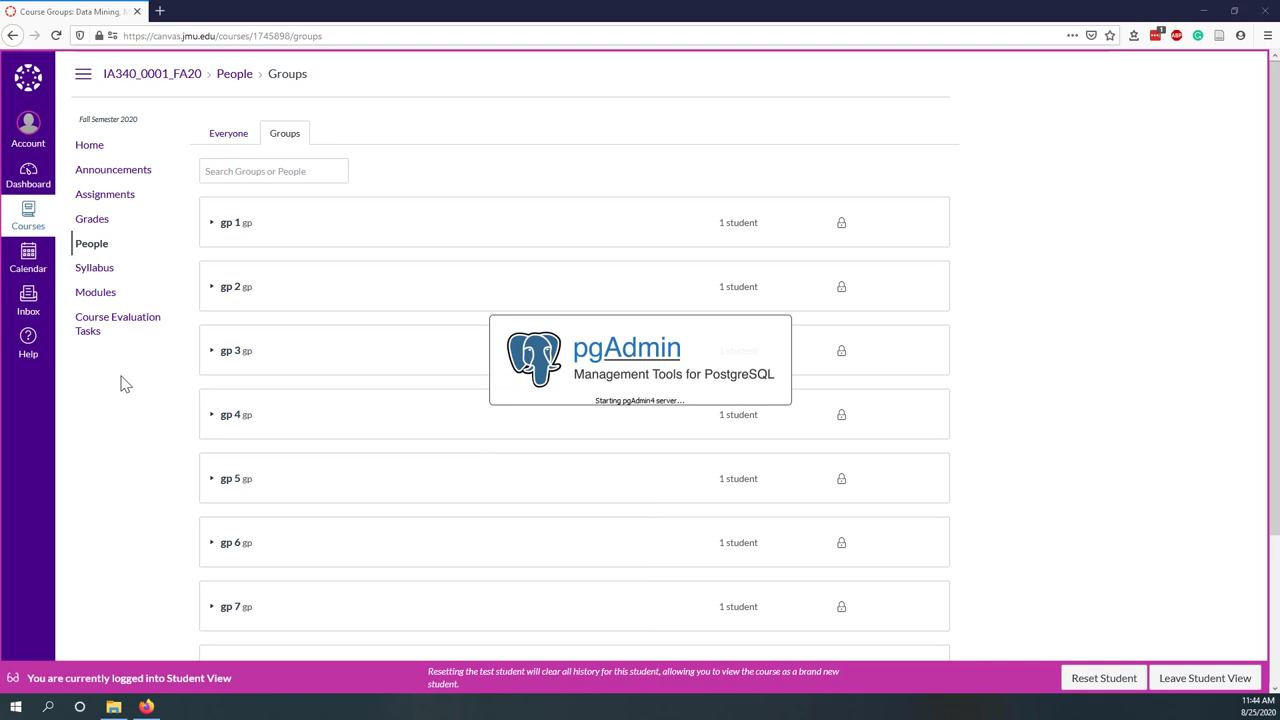 Course Groups: Data Mining,
https://canvas.jmu.edu/courses/1745898/groups
1
ABP
IA340_0001_FA20 › People › Groups
Account
Dashboard
Courses
Calendar
Inbox
Help
Fall Semester 2020
Home
Announcements
Assignments
Grades
People
Syllabus
Modules
Course Evaluation
Tasks
Everyone
Groups
Search Groups or People
gp 1 gp 1 student
gp 2 gp 1 student
gp 3 gp 1 student
pgAdmin
Management Tools for PostgreSQL
Starting pgAdmin4 server...
gp 4 gp 1 student
gp 5 gp 1 student
gp 6 gp 1 student
gp 7 gp 1 student
You are currently logged into Student View
Resetting the test student will clear all history for this student, allowing you to view the course as a brand new
student.
Reset Student
Leave Student View
11:44 AM
8/25/2020